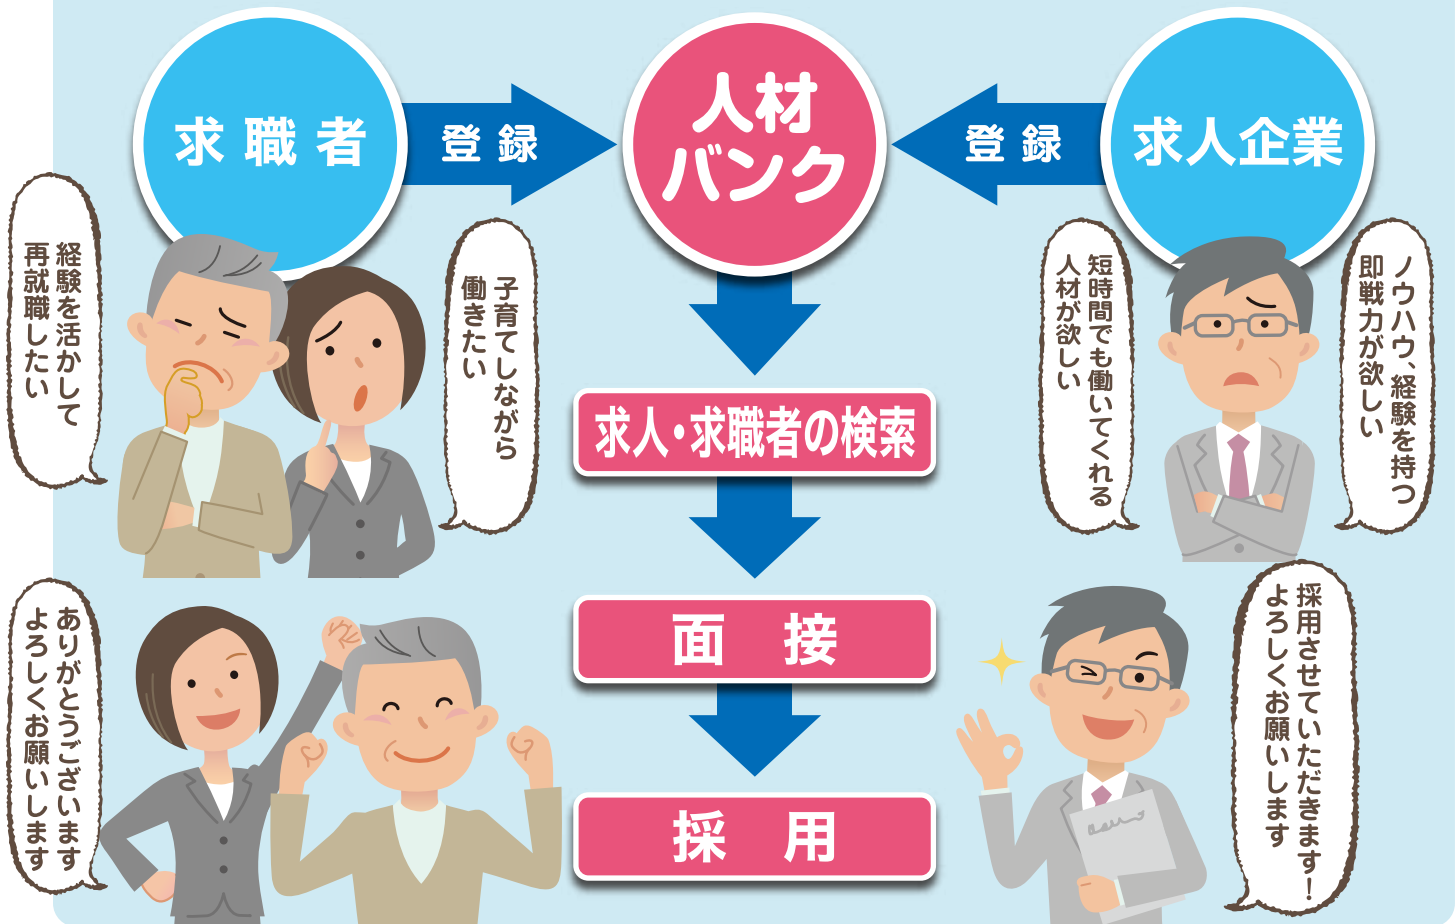 求職者
登録
人材
バンク
登録
求人企業
経験を活かして
再就職したい
子育てしながら
働きたい
短時間でも働いてくれる
人材が欲しい
ノウハウ、経験を持つ
即戦力が欲しい
求人・求職者の検索
面接
採用
ありがとうございます
よろしくお願いします
採用させていただきます!
よろしくお願いします